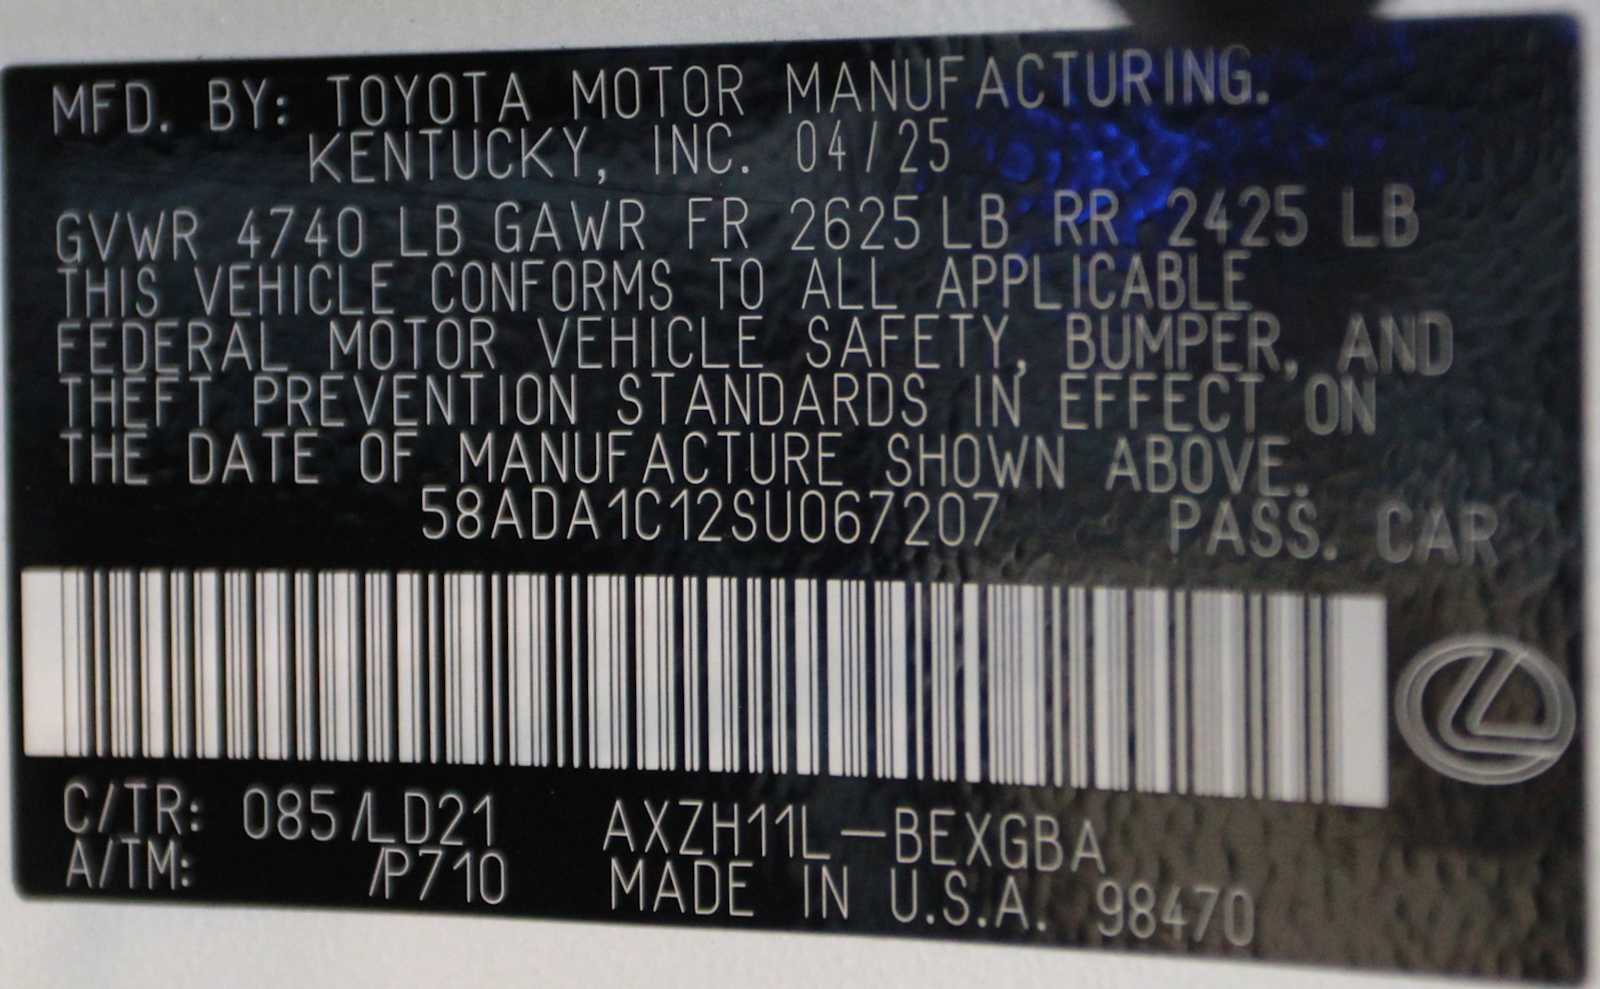 MFD. BY: TOYOTA MOTOR MANUFACTURING.
KENTUCKY, INC. 04/25
GVWR 4740 LB GAWR FR 2625 LB RR 2425 LB
THIS VEHICLE CONFORMS TO ALL APPLICABLE
FEDERAL MOTOR VEHICLE SAFETY, BUMPER, AND
THEFT PREVENTION STANDARDS IN EFFECT ON
THE DATE OF MANUFACTURE SHOWN ABOVE.
58ADA1C12SU067207 PASS. CAR
C/TR: 085/LD21 AXZH11L-BEXGBA
A/TM: /P710 MADE IN U.S.A. 98470